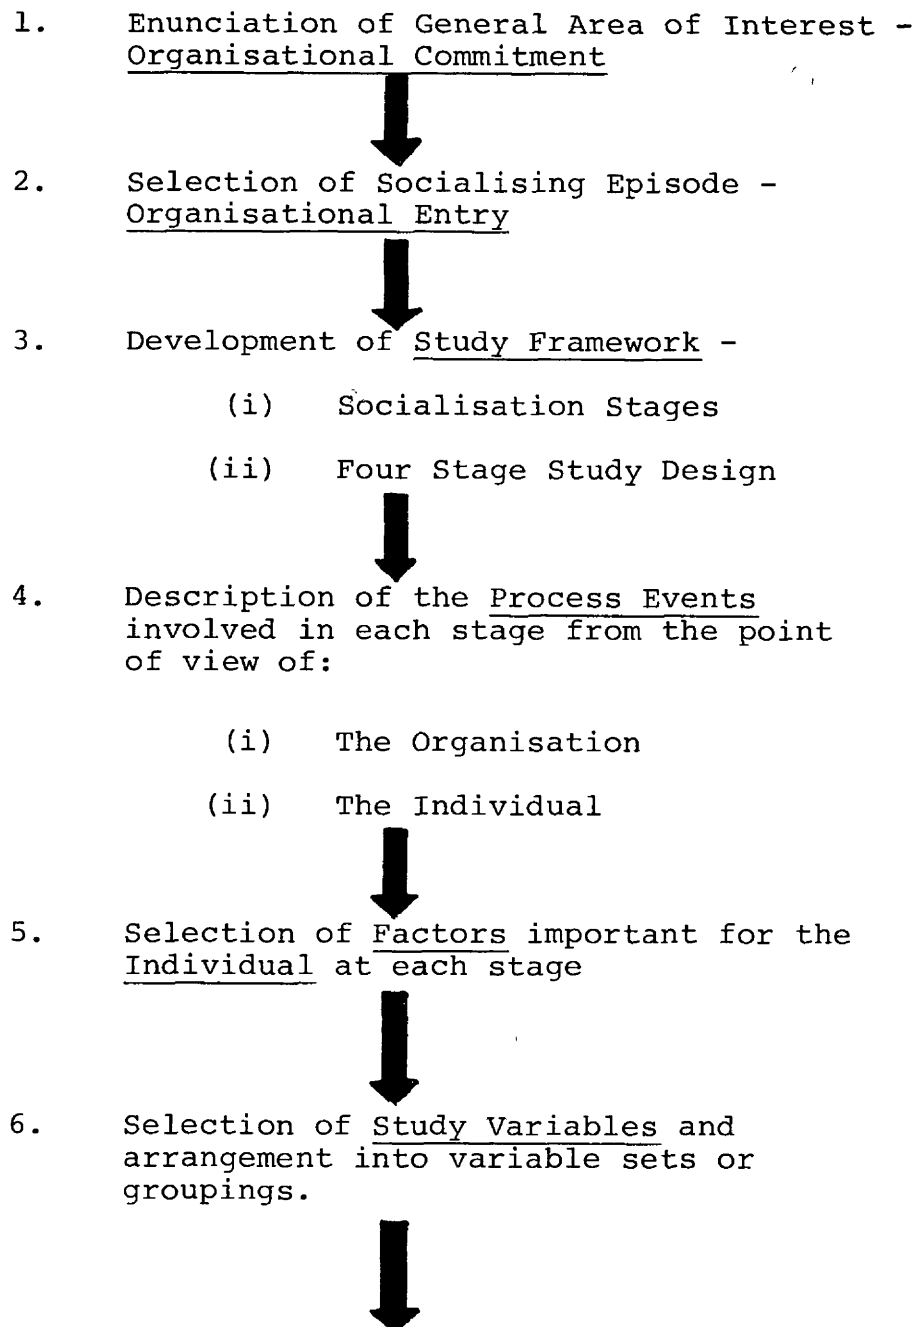 1. Enunciation of General Area of Interest -
Organisational Commitment
2. Selection of Socialising Episode -
Organisational Entry
3. Development of Study Framework -
(i) Socialisation Stages
(ii) Four Stage Study Design
4. Description of the Process Events
involved in each stage from the point
of view of:
(i) The Organisation
(ii) The Individual
5. Selection of Factors important for the
Individual at each stage
6. Selection of Study Variables and
arrangement into variable sets or
groupings.